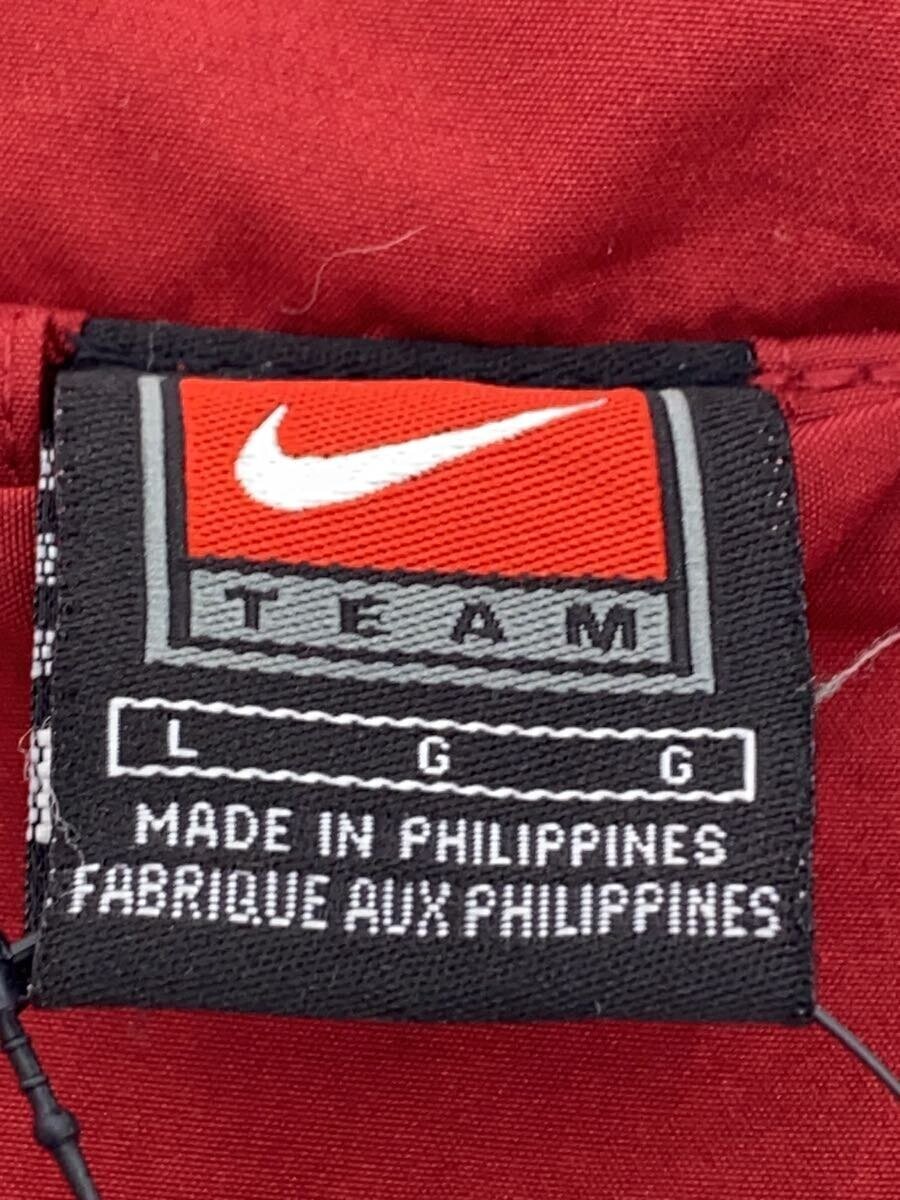 TEAM
L G G
MADE IN PHILIPPINES
FABRIQUE AUX PHILIPPINES